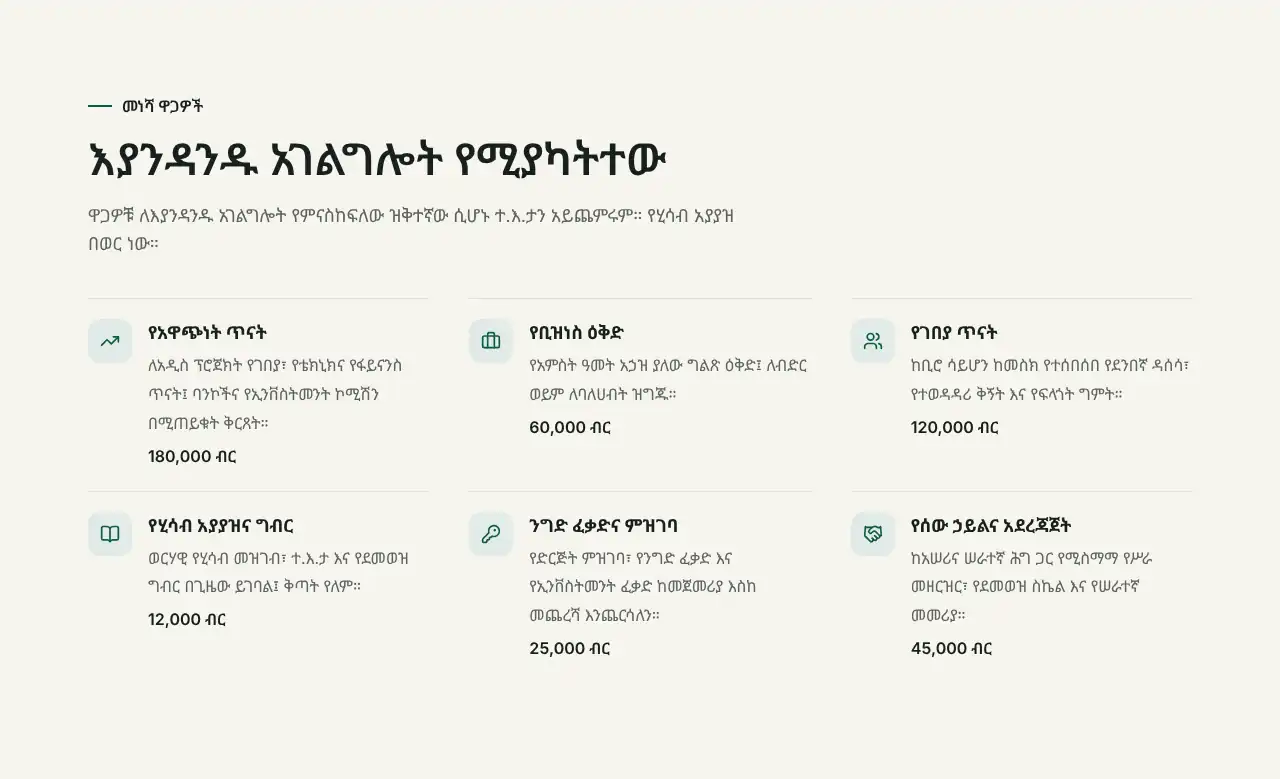 መነሻ ዋጋዎች
እያንዳንዱ አገልግሎት የሚያካትተው
ዋጋዎቹ ለእያንዳንዱ አገልግሎት የምናስከፍለው ዝቅተኛው ሲሆኑ ተ.እ.ታን አይጨምሩም። የሂሳብ አያያዝ
በወር ነው።
የአዋጭነት ጥናት
ለአዲስ ፕሮጀክት የገበያ፣ የቴክኒክና የፋይናንስ
ጥናት፤ ባንኮችና የኢንቨስትመንት ኮሚሽን
በሚጠይቁት ቅርጸት።
180,000 ብር
የቢዝነስ ዕቅድ
የአምስት ዓመት አኃዝ ያለው ግልጽ ዕቅድ፤ ለብድር
ወይም ለባለሀብት ዝግጁ።
60,000 ብር
የገበያ ጥናት
ከቢሮ ሳይሆን ከመስክ የተሰበሰበ የደንበኛ ዳሰሳ፣
የተወዳዳሪ ቅኝት እና የፍላጎት ግምት።
120,000 ብር
የሂሳብ አያያዝና ግብር
ወርሃዊ የሂሳብ መዝገብ፣ ተ.እ.ታ እና የደመወዝ
ግብር በጊዜው ይገባል፤ ቅጣት የለም።
12,000 ብር
ንግድ ፈቃድና ምዝገባ
የድርጅት ምዝገባ፣ የንግድ ፈቃድ እና
የኢንቨስትመንት ፈቃድ ከመጀመሪያ እስከ
መጨረሻ እንጨርሳለን።
25,000 ብር
የሰው ኃይልና አደረጃጀት
ከአሠሪና ሠራተኛ ሕግ ጋር የሚስማማ የሥራ
መዘርዝር፣ የደመወዝ ስኬል እና የሠራተኛ
መመሪያ።
45,000 ብር